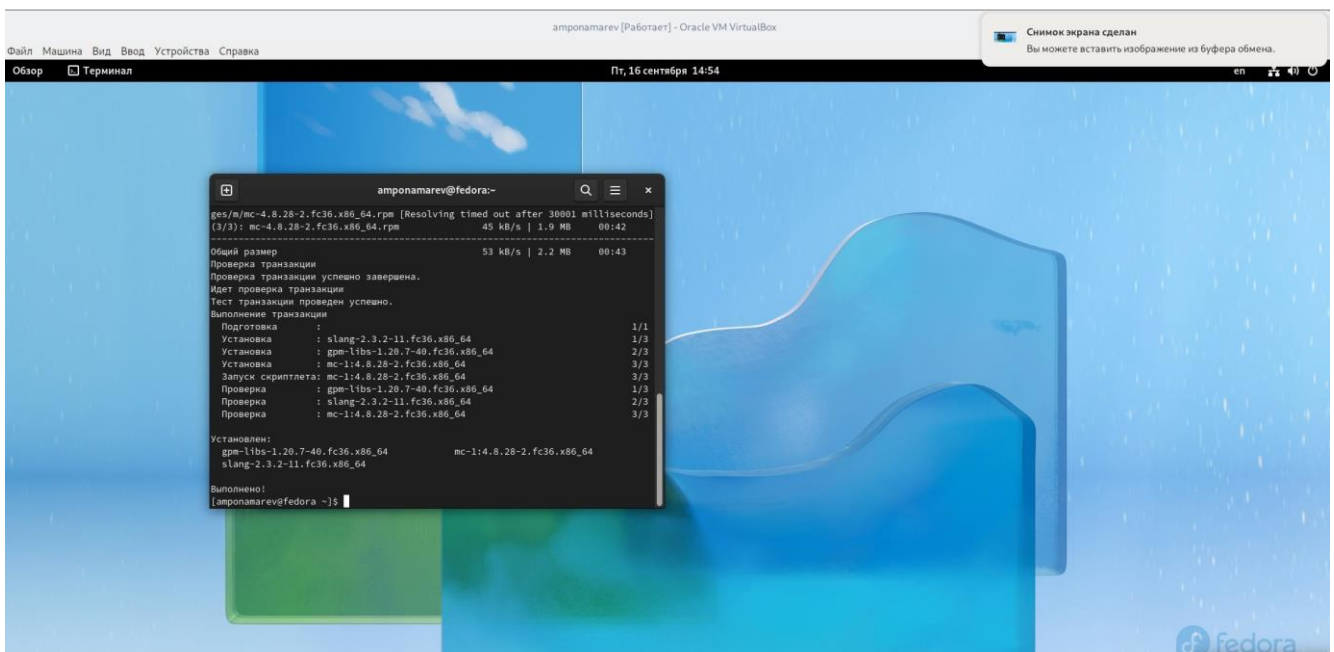 amponamarev [Работает] - Oracle VM VirtualBox
Снимок экрана сделан
Вы можете вставить изображение из буфера обмена.
Файл Машина Вид Ввод Устройства Справка
Обзор Терминал Пт, 16 сентября 14:54 en
amponamarev@fedora:~
ges/m/mc-4.8.28-2.fc36.x86_64.rpm [Resolving timed out after 30001 milliseconds]
(3/3): mc-4.8.28-2.fc36.x86_64.rpm 45 kB/s | 1.9 MB 00:42
--------------------------------------------------------------------------------
Общий размер 53 kB/s | 2.2 MB 00:43
Проверка транзакции
Проверка транзакции успешно завершена.
Идет проверка транзакции
Тест транзакции проведен успешно.
Выполнение транзакции
Подготовка : 1/1
Установка : slang-2.3.2-11.fc36.x86_64 1/3
Установка : gpm-libs-1.20.7-40.fc36.x86_64 2/3
Установка : mc-1:4.8.28-2.fc36.x86_64 3/3
Запуск скриптлета: mc-1:4.8.28-2.fc36.x86_64 3/3
Проверка : gpm-libs-1.20.7-40.fc36.x86_64 1/3
Проверка : slang-2.3.2-11.fc36.x86_64 2/3
Проверка : mc-1:4.8.28-2.fc36.x86_64 3/3
Установлен:
gpm-libs-1.20.7-40.fc36.x86_64 mc-1:4.8.28-2.fc36.x86_64
slang-2.3.2-11.fc36.x86_64
Выполнено!
[amponamarev@fedora ~]$
fedora